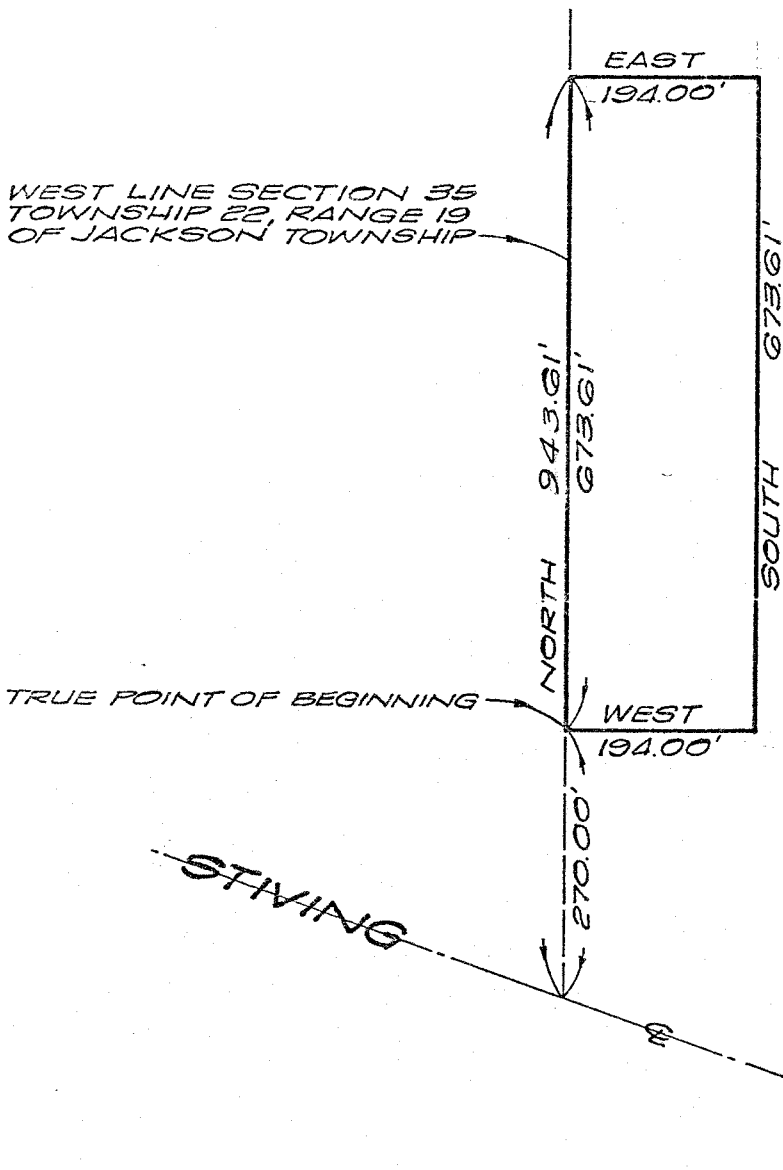 EAST
194.00'
WEST LINE SECTION 35
TOWNSHIP 22, RANGE 19
OF JACKSON TOWNSHIP
NORTH 943.61'
673.61'
SOUTH 673.61'
TRUE POINT OF BEGINNING
WEST
194.00'
270.00'
STIVING
℄